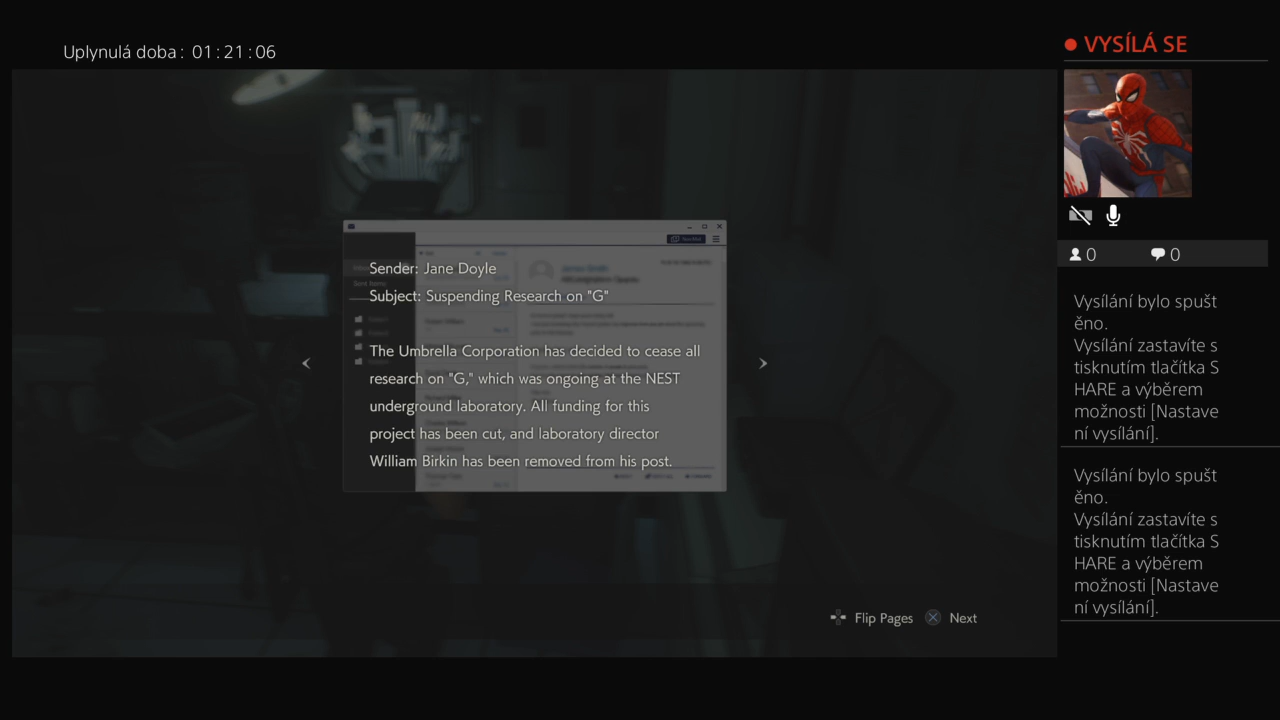 Uplynulá doba: 01:21:06
VYSÍLÁ SE
0
0
Sender: Jane Doyle
Subject: Suspending Research on "G"
The Umbrella Corporation has decided to cease all
research on "G," which was ongoing at the NEST
underground laboratory. All funding for this
project has been cut, and laboratory director
William Birkin has been removed from his post.
Flip Pages
Next
Vysílání bylo spušt
ěno.
Vysílání zastavíte s
tisknutím tlačítka S
HARE a výběrem
možnosti [Nastave
ní vysílání].
Vysílání bylo spušt
ěno.
Vysílání zastavíte s
tisknutím tlačítka S
HARE a výběrem
možnosti [Nastave
ní vysílání].